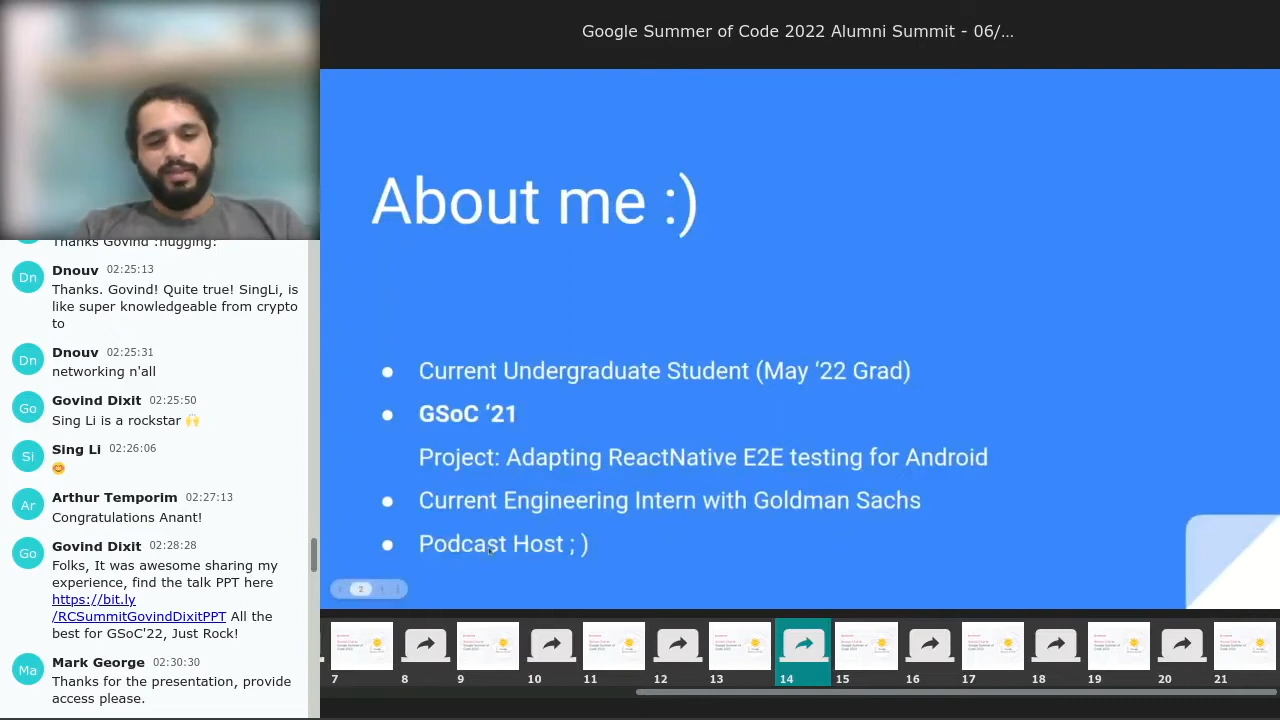 Google Summer of Code 2022 Alumni Summit - 06/...
About me :)
● Current Undergraduate Student (May ‘22 Grad)
● GSoC ‘21
Project: Adapting ReactNative E2E testing for Android
● Current Engineering Intern with Goldman Sachs
● Podcast Host ; )
2
Thanks Govind :hugging:
Dn
Dnouv 02:25:13
Thanks. Govind! Quite true! SingLi, is
like super knowledgeable from crypto
to
Dn
Dnouv 02:25:31
networking n'all
Go
Govind Dixit 02:25:50
Sing Li is a rockstar 🙌
Si
Sing Li 02:26:06
😊
Ar
Arthur Temporim 02:27:13
Congratulations Anant!
Go
Govind Dixit 02:28:28
Folks, It was awesome sharing my
experience, find the talk PPT here
https://bit.ly
/RCSummitGovindDixitPPT All the
best for GSoC'22, Just Rock!
Ma
Mark George 02:30:30
Thanks for the presentation, provide
access please.
7 8 9 10 11 12 13 14 15 16 17 18 19 20 21